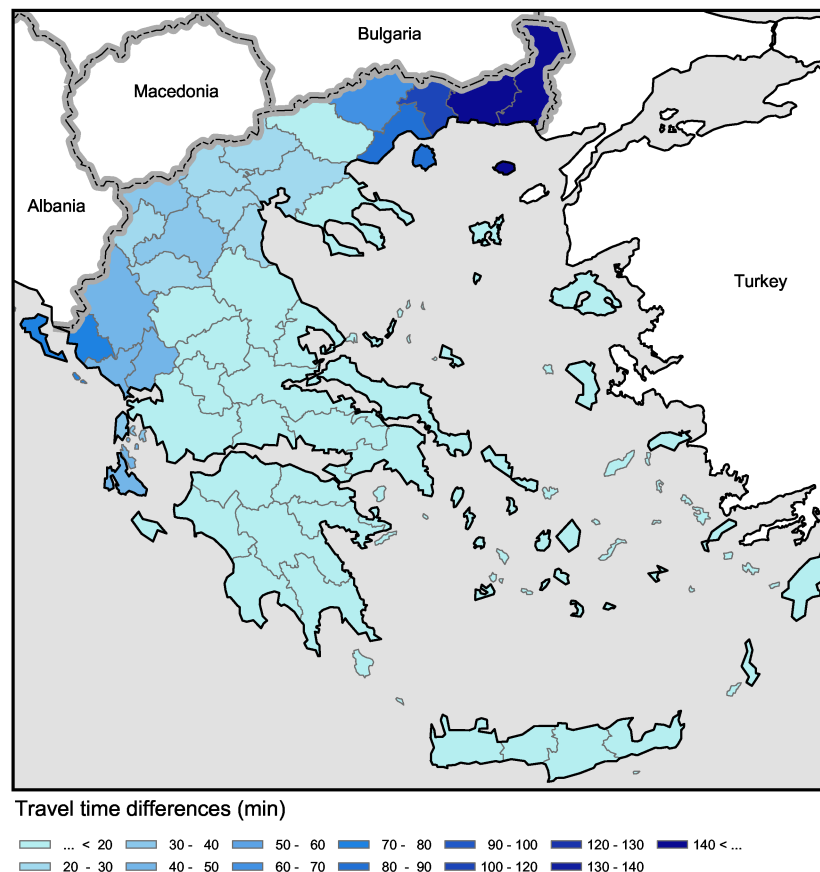 Bulgaria
Macedonia
Albania
Turkey
Travel time differences (min)
... < 20 30 - 40 50 - 60 70 - 80 90 - 100 120 - 130 140 < ...
20 - 30 40 - 50 60 - 70 80 - 90 100 - 120 130 - 140